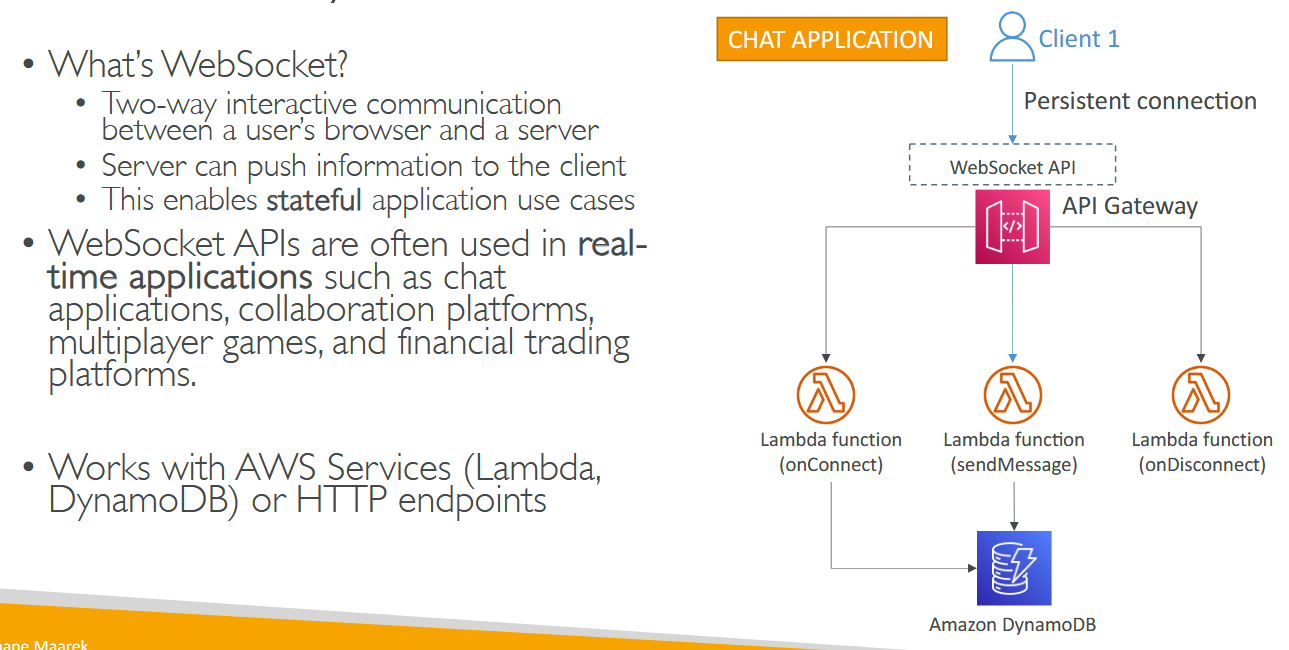 • What's WebSocket?
• Two-way interactive communication
between a user's browser and a server
• Server can push information to the client
• This enables stateful application use cases
• WebSocket APIs are often used in real-
time applications such as chat
applications, collaboration platforms,
multiplayer games, and financial trading
platforms.
• Works with AWS Services (Lambda,
DynamoDB) or HTTP endpoints
CHAT APPLICATION
Client 1
Persistent connection
WebSocket API
API Gateway
Lambda function
(onConnect)
Lambda function
(sendMessage)
Lambda function
(onDisconnect)
Amazon DynamoDB
Maarek